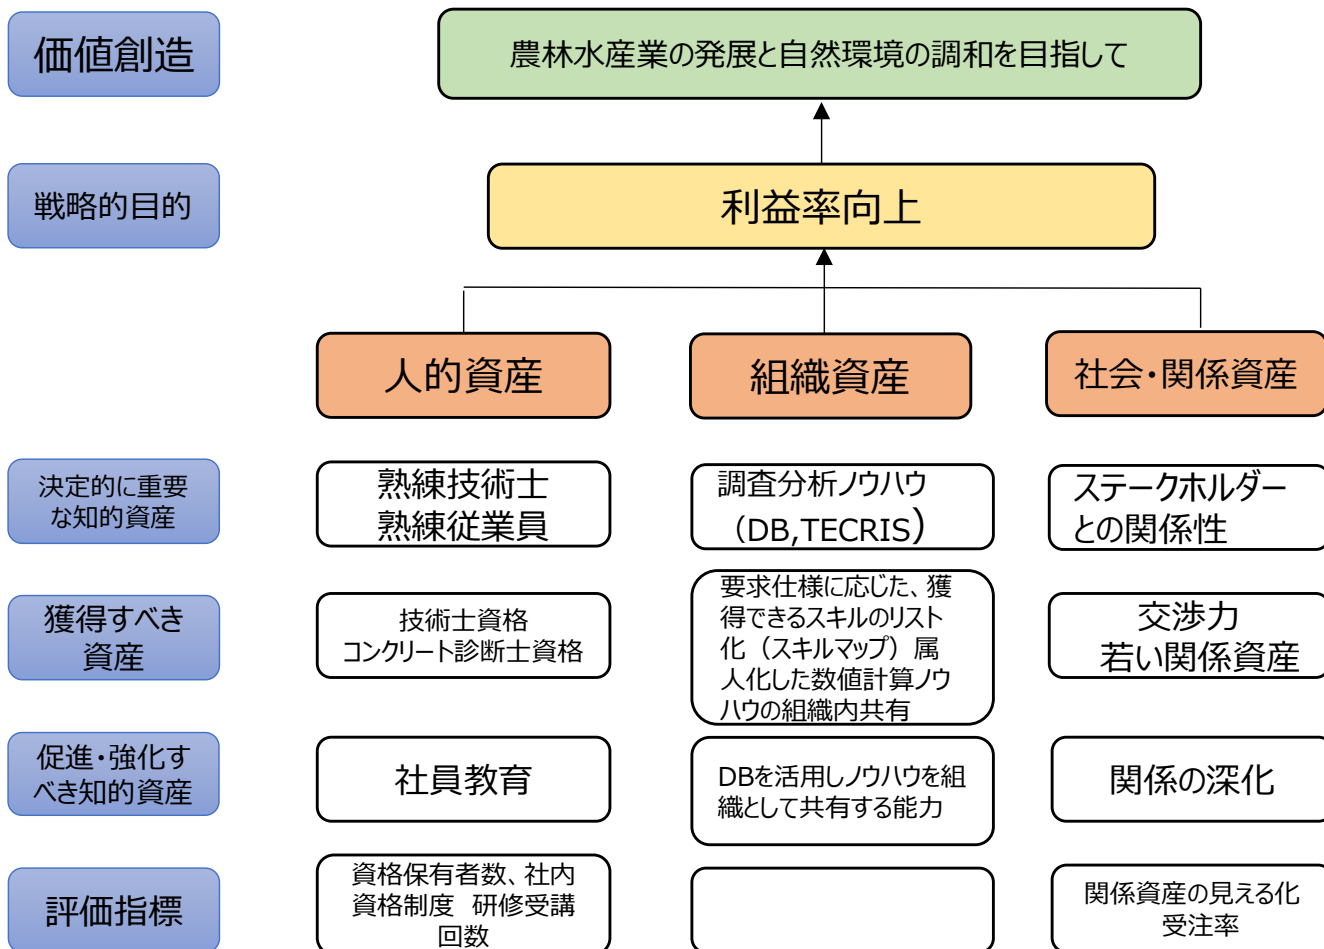 価値創造
農林水産業の発展と自然環境の調和を目指して
戦略的目的
利益率向上
人的資産
組織資産
社会・関係資産
決定的に重要
な知的資産
熟練技術士
熟練従業員
調査分析ノウハウ
（DB,TECRIS）
ステークホルダー
との関係性
獲得すべき
資産
技術士資格
コンクリート診断士資格
要求仕様に応じた、獲
得できるスキルのリスト
化（スキルマップ）属
人化した数値計算ノウ
ハウの組織内共有
交渉力
若い関係資産
促進・強化す
べき知的資産
社員教育
DBを活用しノウハウを組
織として共有する能力
関係の深化
評価指標
資格保有者数、社内
資格制度　研修受講
回数
関係資産の見える化
受注率